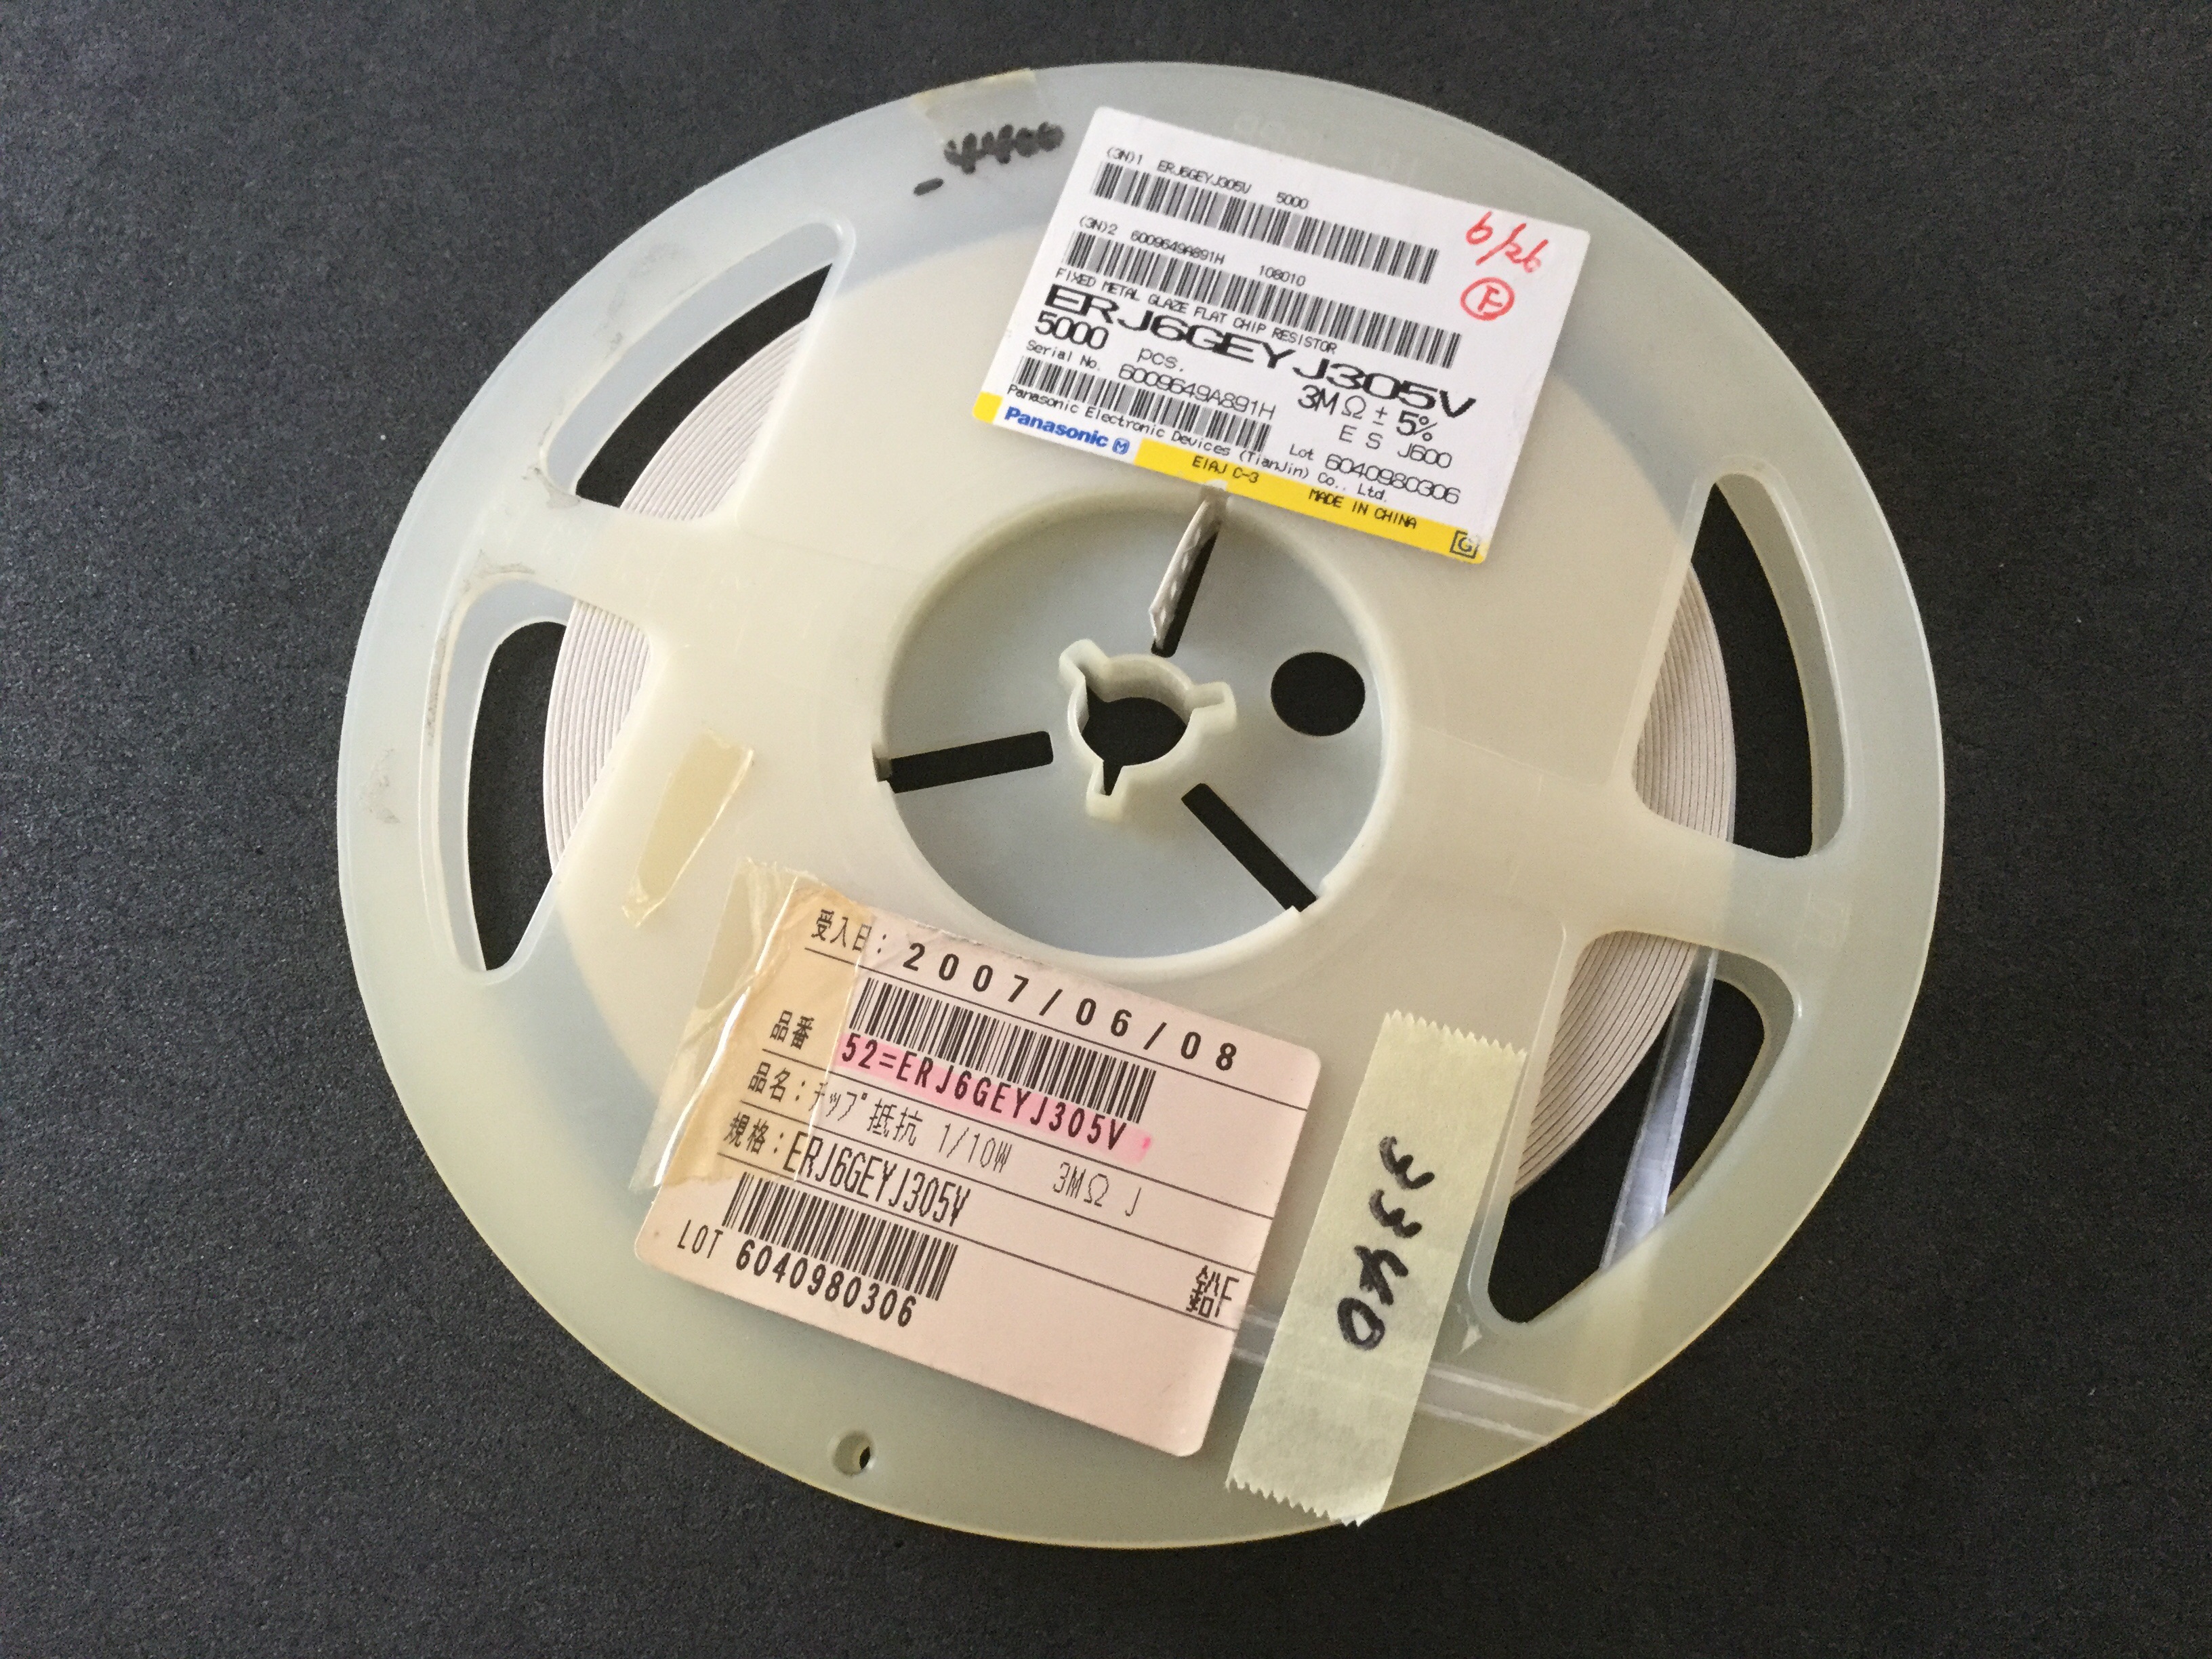 4400
(3N)1 ERJ6GEYJ305V 5000
(3N)2 6009649A891H 108010
FIXED METAL GLAZE FLAT CHIP RESISTOR
ERJ6GEYJ305V
5000 pcs. 3MΩ ± 5%
Serial No. 6009649A891H E S J600
Lot 6040980306
Panasonic Electronic Devices (TianJin) Co., Ltd.
Panasonic M EIAJ C-3 MADE IN CHINA G
受入日: 2007/06/08
品番 52=ERJ6GEYJ305V
品名: チップ抵抗 1/10W 3MΩ J
規格: ERJ6GEYJ305V
LOT 6040980306
鉛F
3340